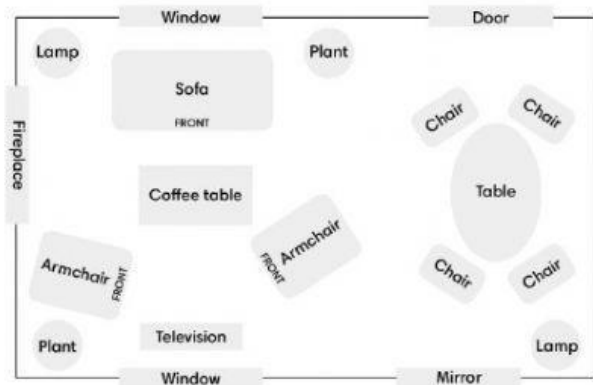 Window
Door
Lamp
Plant
Sofa
FRONT
Chair
Chair
Fireplace
Coffee table
Table
Armchair
FRONT
Armchair
FRONT
Chair
Chair
Television
Plant
Lamp
Window
Mirror